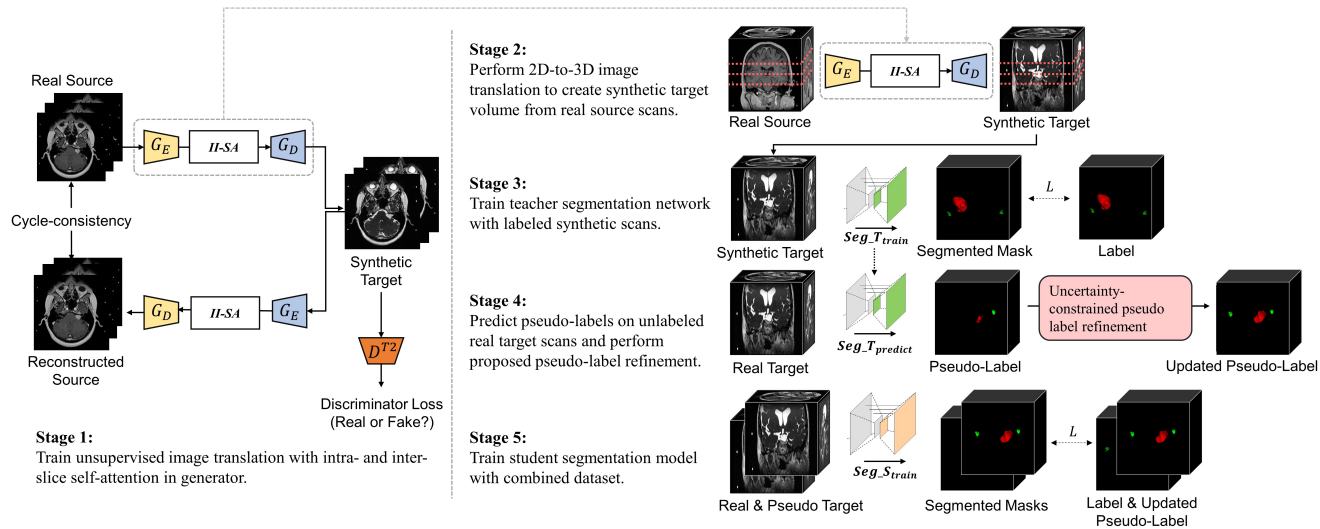 Real Source
G_E
II-SA
G_D
Cycle-consistency
Synthetic
Target
G_D
II-SA
G_E
Reconstructed
Source
D^{T2}
Discriminator Loss
(Real or Fake?)
Stage 1:
Train unsupervised image translation with intra- and inter-
slice self-attention in generator.
Stage 2:
Perform 2D-to-3D image
translation to create synthetic target
volume from real source scans.
Real Source
G_E
II-SA
G_D
Synthetic Target
Stage 3:
Train teacher segmentation network
with labeled synthetic scans.
Synthetic Target
Seg_T_{train}
Segmented Mask
L
Label
Stage 4:
Predict pseudo-labels on unlabeled
real target scans and perform
proposed pseudo-label refinement.
Real Target
Seg_T_{predict}
Pseudo-Label
Uncertainty-
constrained pseudo
label refinement
Updated Pseudo-Label
Stage 5:
Train student segmentation model
with combined dataset.
Real & Pseudo Target
Seg_S_{train}
Segmented Masks
L
Label & Updated
Pseudo-Label